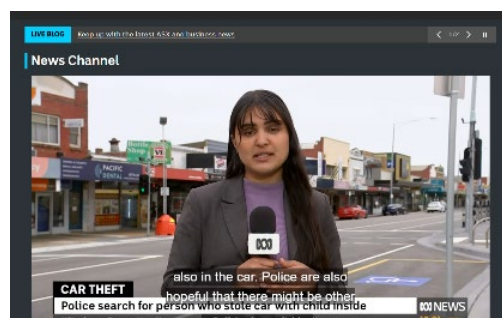 LIVE BLOG Keep up with the latest ASX and business news
News Channel
Bottle
Shop
PACIFIC
DENTAL
also in the car. Police are also
CAR THEFT
hopeful that there might be other
Police search for person who stole car with child inside
NEWS